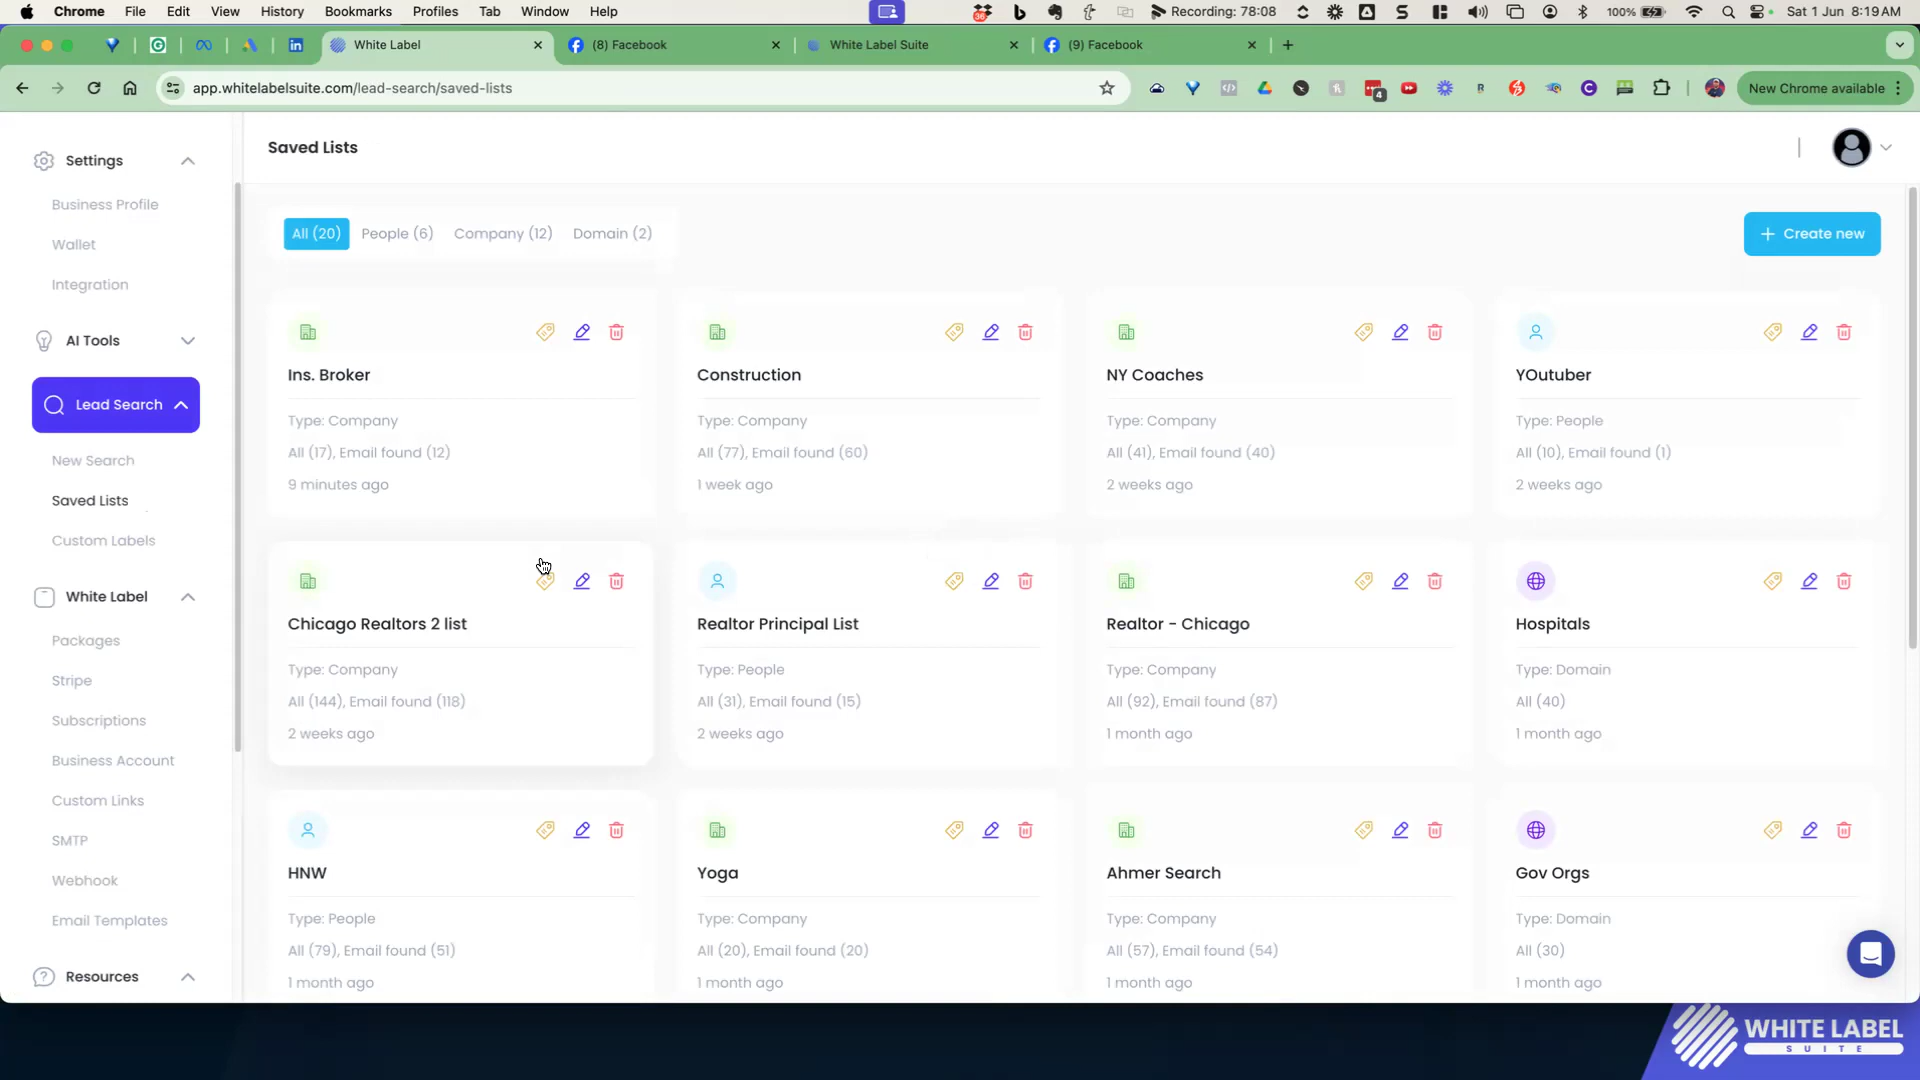 Chrome File Edit View History Bookmarks Profiles Tab Window Help
36 Recording: 78:08 100% Sat 1 Jun 8:19 AM
White Label
(8) Facebook
White Label Suite
(9) Facebook
app.whitelabelsuite.com/lead-search/saved-lists
4
New Chrome available
Settings
Business Profile
Wallet
Integration
AI Tools
Lead Search
New Search
Saved Lists
Custom Labels
White Label
Packages
Stripe
Subscriptions
Business Account
Custom Links
SMTP
Webhook
Email Templates
Resources
Saved Lists
All (20) People (6) Company (12) Domain (2)
+ Create new
Ins. Broker
Type: Company
All (17), Email found (12)
9 minutes ago
Construction
Type: Company
All (77), Email found (60)
1 week ago
NY Coaches
Type: Company
All (41), Email found (40)
2 weeks ago
YOutuber
Type: People
All (10), Email found (1)
2 weeks ago
Chicago Realtors 2 list
Type: Company
All (144), Email found (118)
2 weeks ago
Realtor Principal List
Type: People
All (31), Email found (15)
2 weeks ago
Realtor - Chicago
Type: Company
All (92), Email found (87)
1 month ago
Hospitals
Type: Domain
All (40)
1 month ago
HNW
Type: People
All (79), Email found (51)
1 month ago
Yoga
Type: Company
All (20), Email found (20)
1 month ago
Ahmer Search
Type: Company
All (57), Email found (54)
1 month ago
Gov Orgs
Type: Domain
All (30)
1 month ago
WHITE LABEL
SUITE